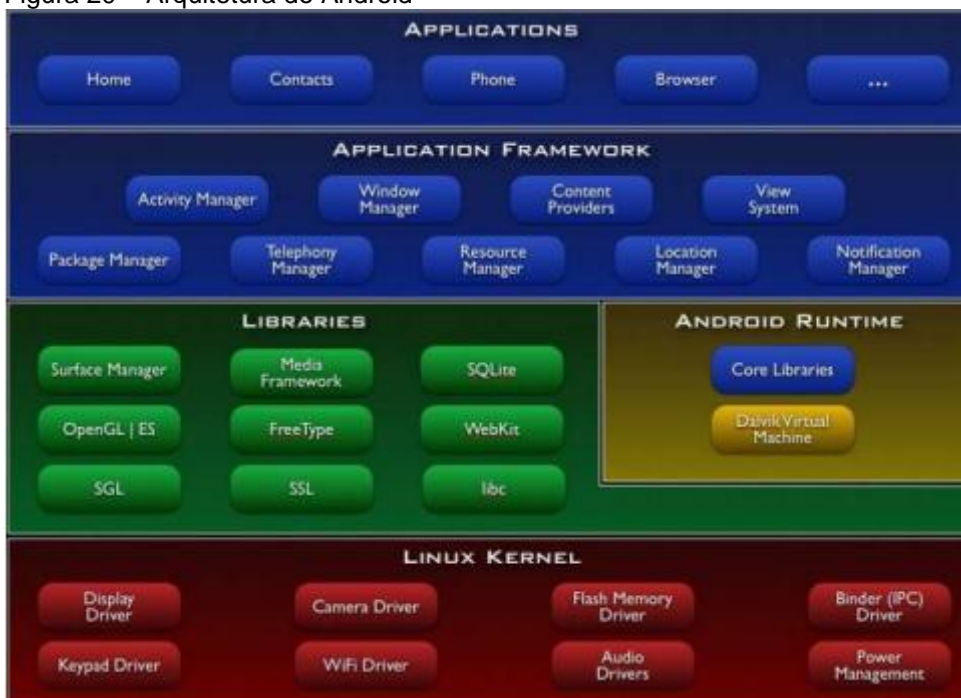 Figura 20 – Arquitetura do Android
APPLICATIONS
Home
Contacts
Phone
Browser
...
APPLICATION FRAMEWORK
Activity Manager
Window
Manager
Content
Providers
View
System
Package Manager
Telephony
Manager
Resource
Manager
Location
Manager
Notification
Manager
LIBRARIES
Surface Manager
Media
Framework
SQLite
OpenGL | ES
FreeType
WebKit
SGL
SSL
libc
ANDROID RUNTIME
Core Libraries
Dalvik Virtual
Machine
LINUX KERNEL
Display
Driver
Camera Driver
Flash Memory
Driver
Binder (IPC)
Driver
Keypad Driver
WiFi Driver
Audio
Drivers
Power
Management